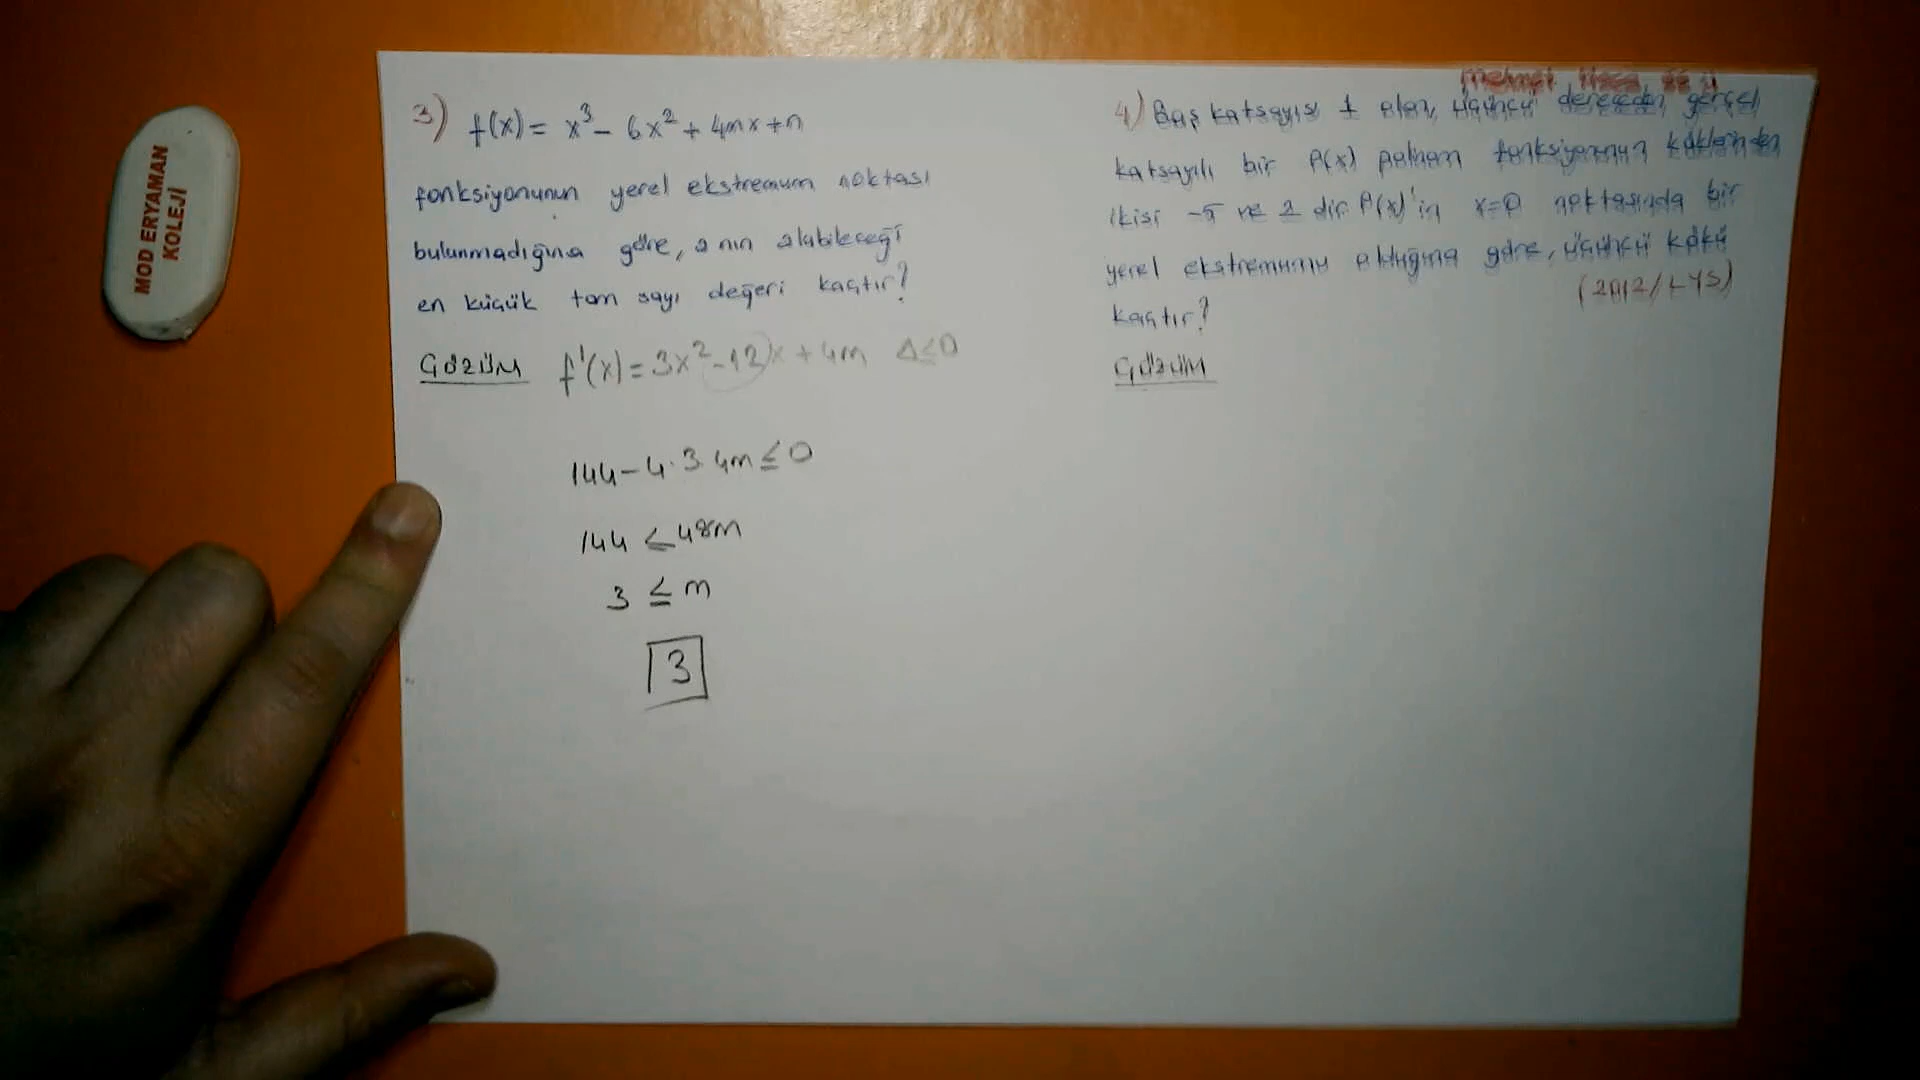 MOD ERYAMAN
KOLEJİ
3) f(x) = x³ - 6x² + 4mx + n
fonksiyonunun yerel ekstremum noktası
bulunmadığına göre, a nın alabileceği
en küçük tam sayı değeri kaçtır?
ÇÖZÜM f'(x) = 3x² - 12x + 4m Δ≤0
144 - 4·3·4m ≤ 0
144 ≤ 48m
3 ≤ m
3
4) Baş katsayısı 1 olan, üçüncü dereceden, gerçel
katsayılı bir P(x) polinom fonksiyonunun köklerinden
ikisi -5 ve 2 dir. P(x)'in x=0 noktasında bir
yerel ekstremumu olduğuna göre, üçüncü kökü
kaçtır?
(2012/LYS)
ÇÖZÜM